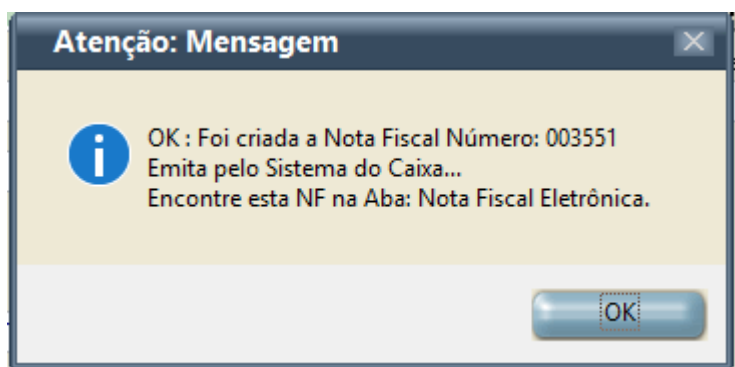 Atenção: Mensagem
OK : Foi criada a Nota Fiscal Número: 003551
Emita pelo Sistema do Caixa...
Encontre esta NF na Aba: Nota Fiscal Eletrônica.
OK